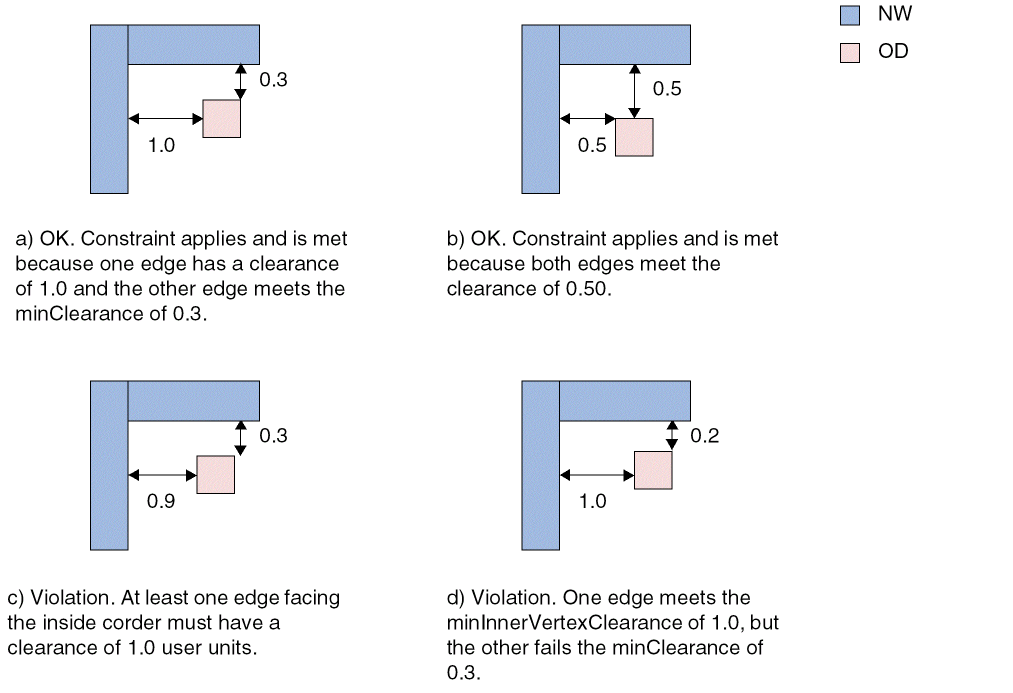 NW
OD
0.3
1.0
0.5
0.5
a) OK. Constraint applies and is met
because one edge has a clearance
of 1.0 and the other edge meets the
minClearance of 0.3.
b) OK. Constraint applies and is met
because both edges meet the
clearance of 0.50.
0.3
0.9
0.2
1.0
c) Violation. At least one edge facing
the inside corder must have a
clearance of 1.0 user units.
d) Violation. One edge meets the
minInnerVertexClearance of 1.0, but
the other fails the minClearance of
0.3.